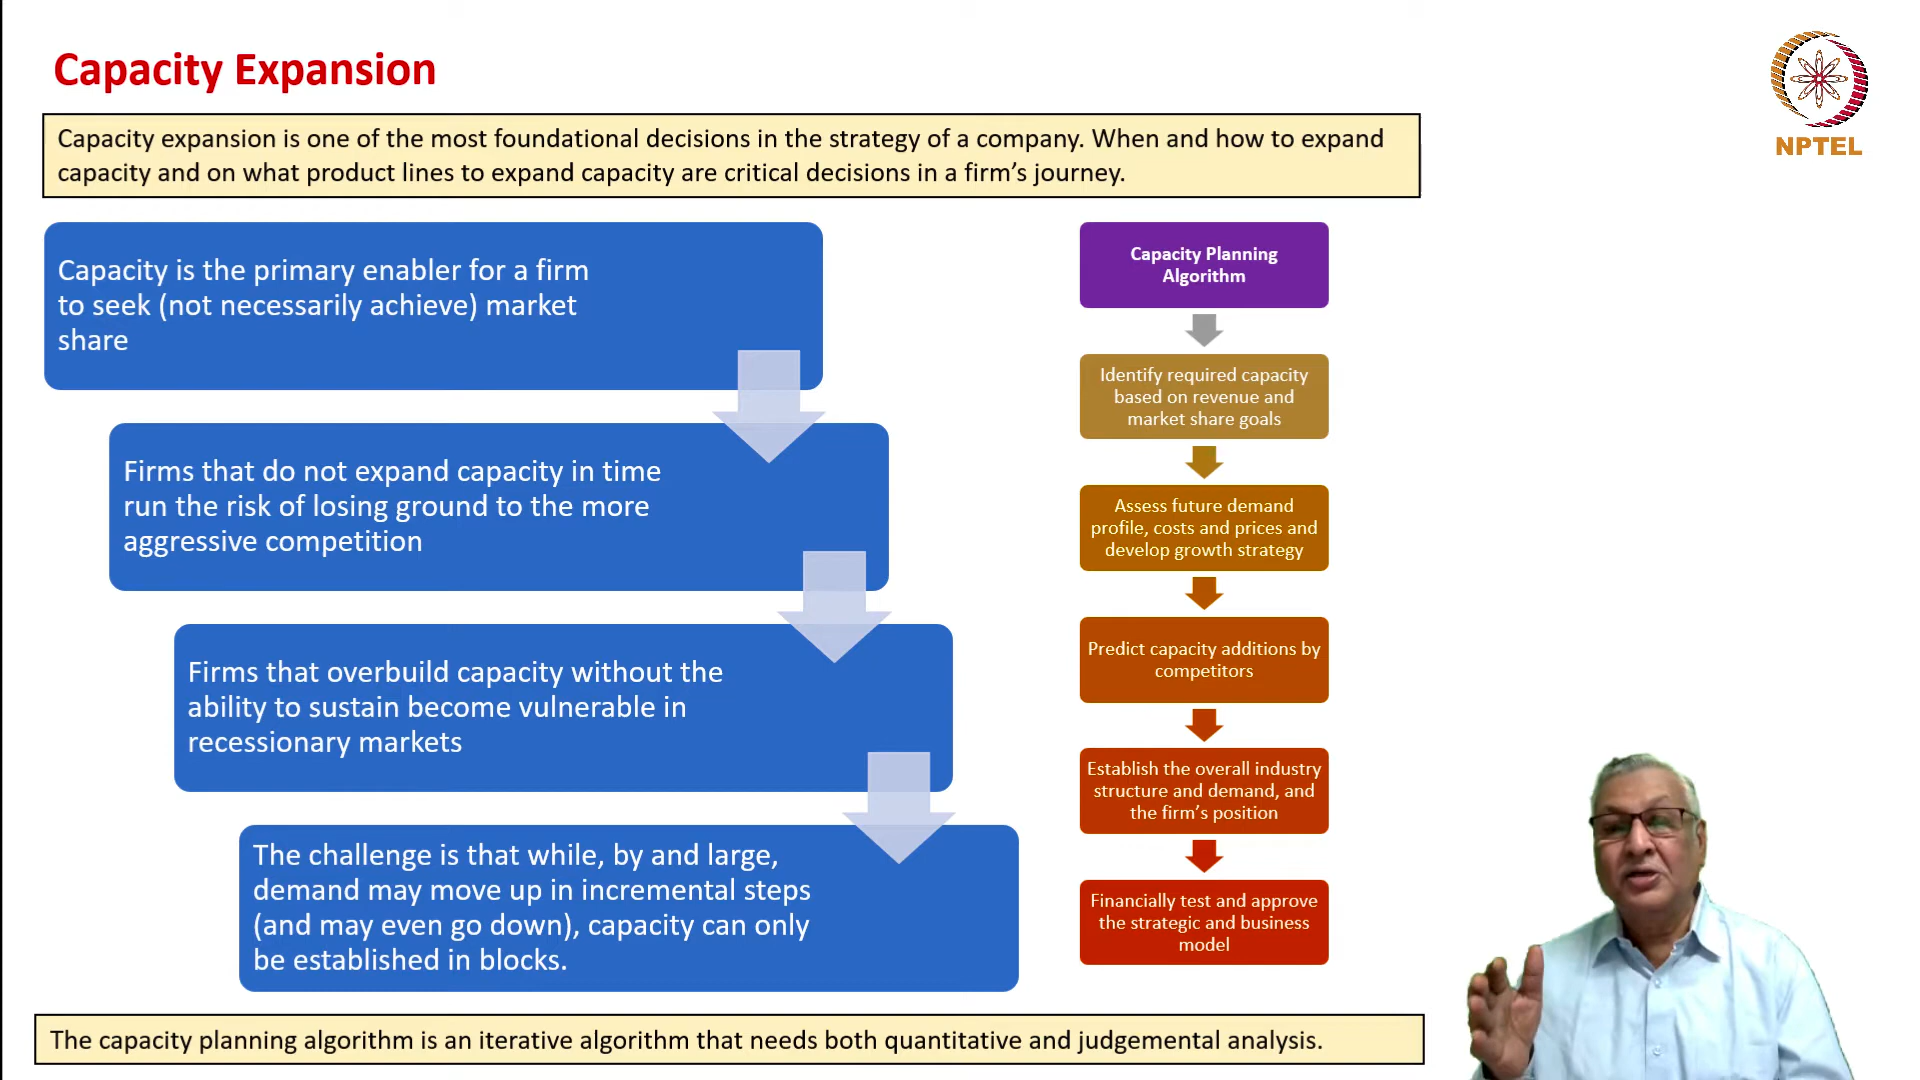 Capacity Expansion
NPTEL
Capacity expansion is one of the most foundational decisions in the strategy of a company. When and how to expand
capacity and on what product lines to expand capacity are critical decisions in a firm’s journey.
Capacity is the primary enabler for a firm
to seek (not necessarily achieve) market
share
Firms that do not expand capacity in time
run the risk of losing ground to the more
aggressive competition
Firms that overbuild capacity without the
ability to sustain become vulnerable in
recessionary markets
The challenge is that while, by and large,
demand may move up in incremental steps
(and may even go down), capacity can only
be established in blocks.
Capacity Planning
Algorithm
Identify required capacity
based on revenue and
market share goals
Assess future demand
profile, costs and prices and
develop growth strategy
Predict capacity additions by
competitors
Establish the overall industry
structure and demand, and
the firm’s position
Financially test and approve
the strategic and business
model
The capacity planning algorithm is an iterative algorithm that needs both quantitative and judgemental analysis.